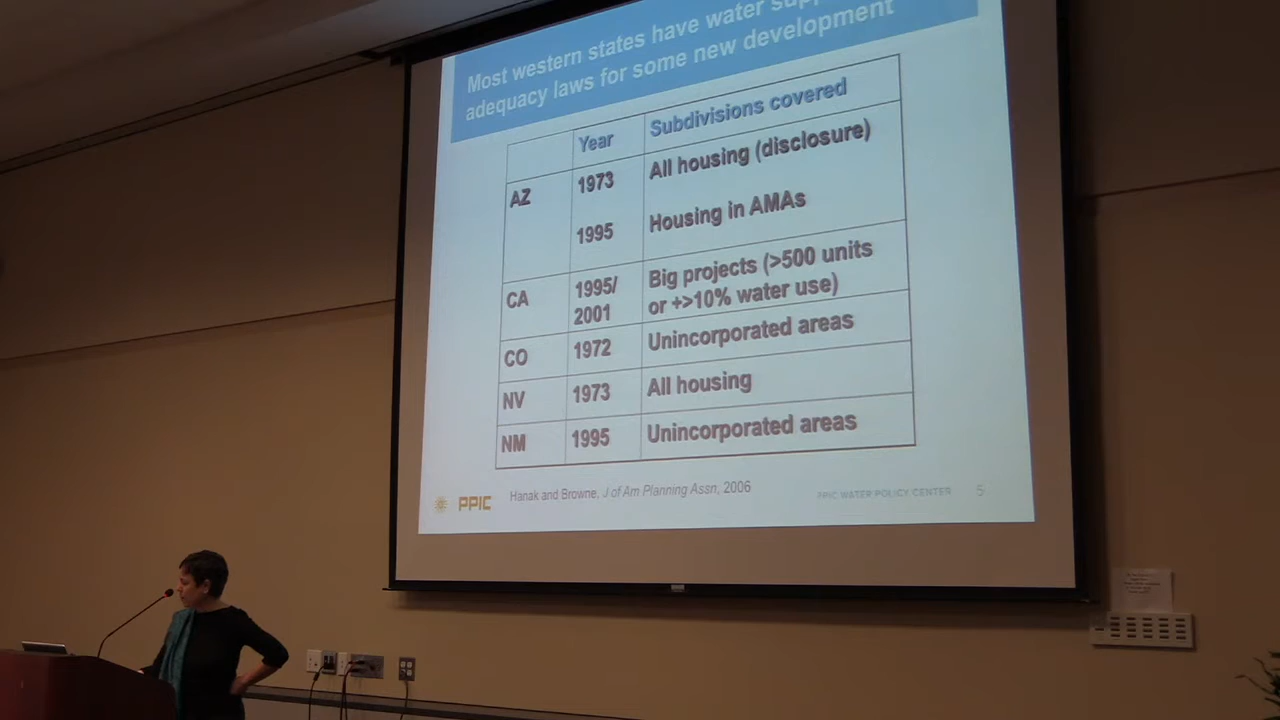 Most western states have water
adequacy laws for some new development
Year Subdivisions covered
AZ 1973 All housing (disclosure)
1995 Housing in AMAs
CA 1995/ Big projects (>500 units
2001 or +>10% water use)
CO 1972 Unincorporated areas
NV 1973 All housing
NM 1995 Unincorporated areas
PPIC Hanak and Browne, J of Am Planning Assn, 2006 PPIC WATER POLICY CENTER 5